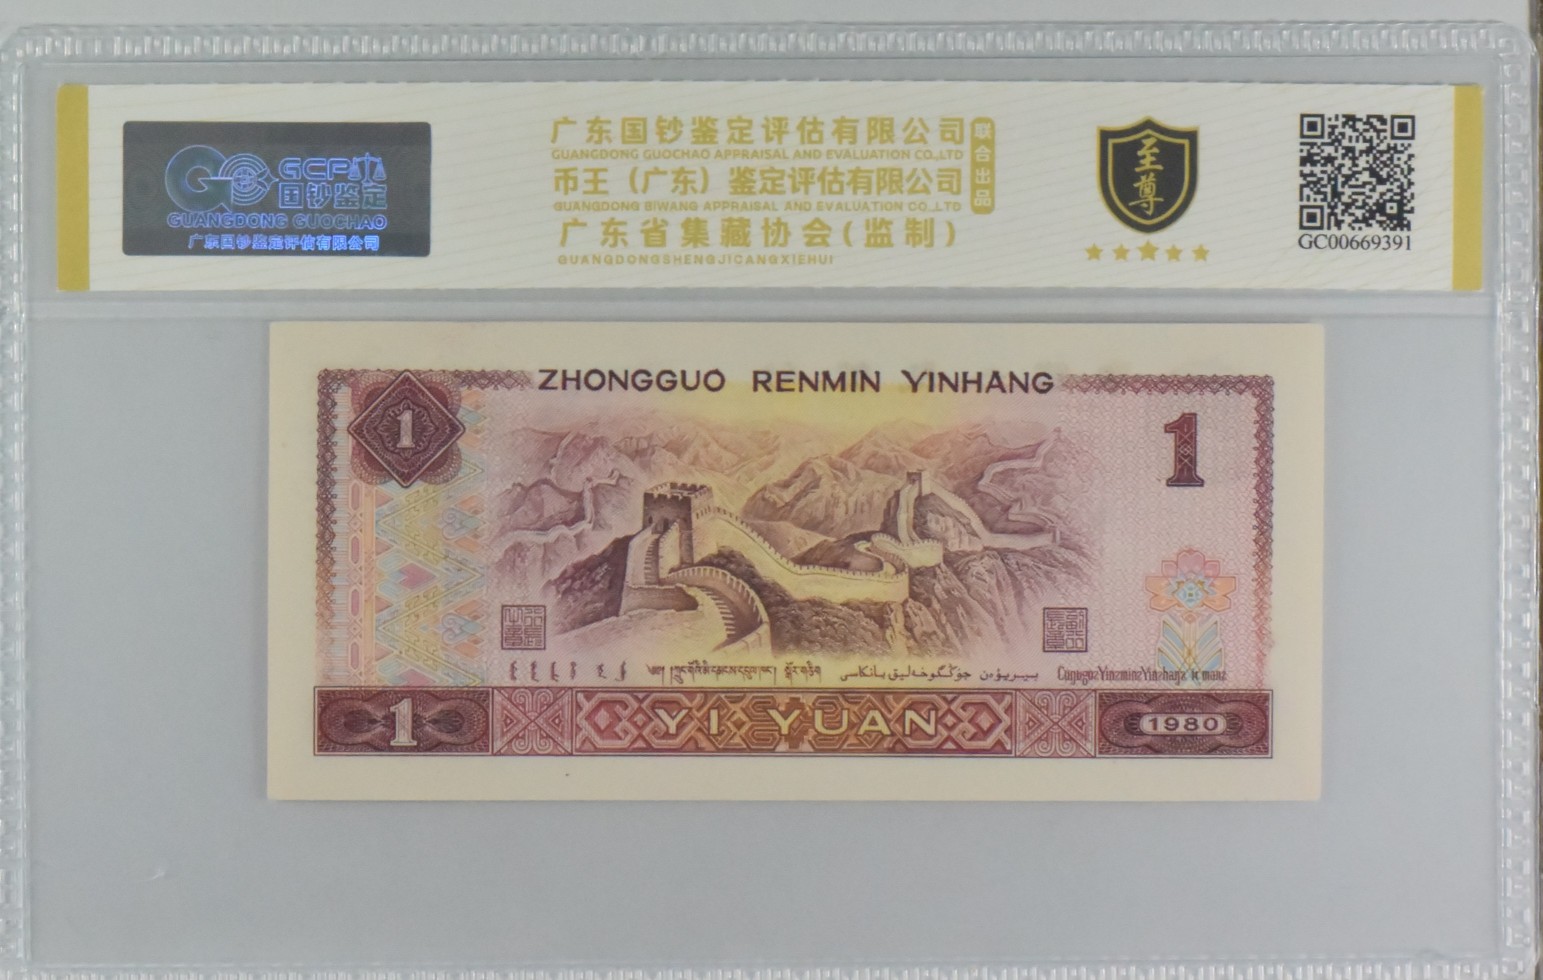 GCP
国钞鉴定
GUANGDONG GUOCHAO
广东国钞鉴定评估有限公司
广东国钞鉴定评估有限公司
GUANGDONG GUOCHAO APPRAISAL AND EVALUATION CO.,LTD
币王（广东）鉴定评估有限公司
GUANGDONG BIWANG APPRAISAL AND EVALUATION CO.,LTD
广东省集藏协会(监制)
GUANGDONGSHENGJICANGXIEHUI
联合出品
至尊
GC00669391
ZHONGGUO RENMIN YINHANG
1
1
1
YI YUAN
1980